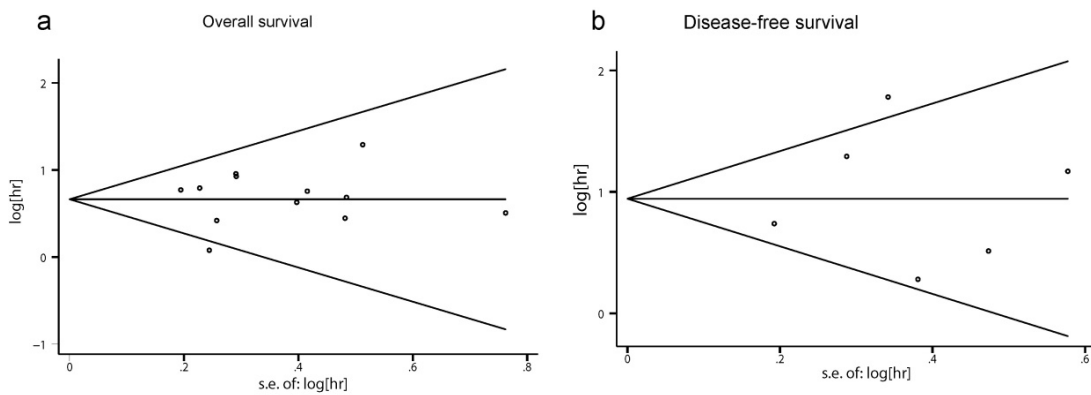 a
Overall survival
2
1
0
−1
log[hr]
0
.2
.4
.6
.8
s.e. of: log[hr]
b
Disease-free survival
2
1
0
log[hr]
0
.2
.4
.6
s.e. of: log[hr]